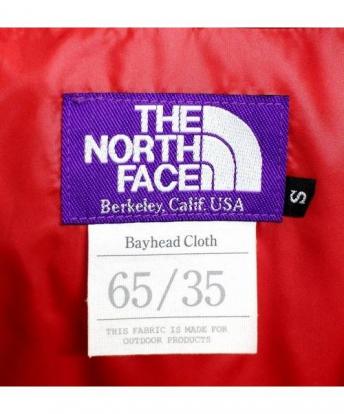 THE
NORTH
FACE
Berkeley, Calif. USA
S
Bayhead Cloth
65/35
THIS FABRIC IS MADE FOR
OUTDOOR PRODUCTS